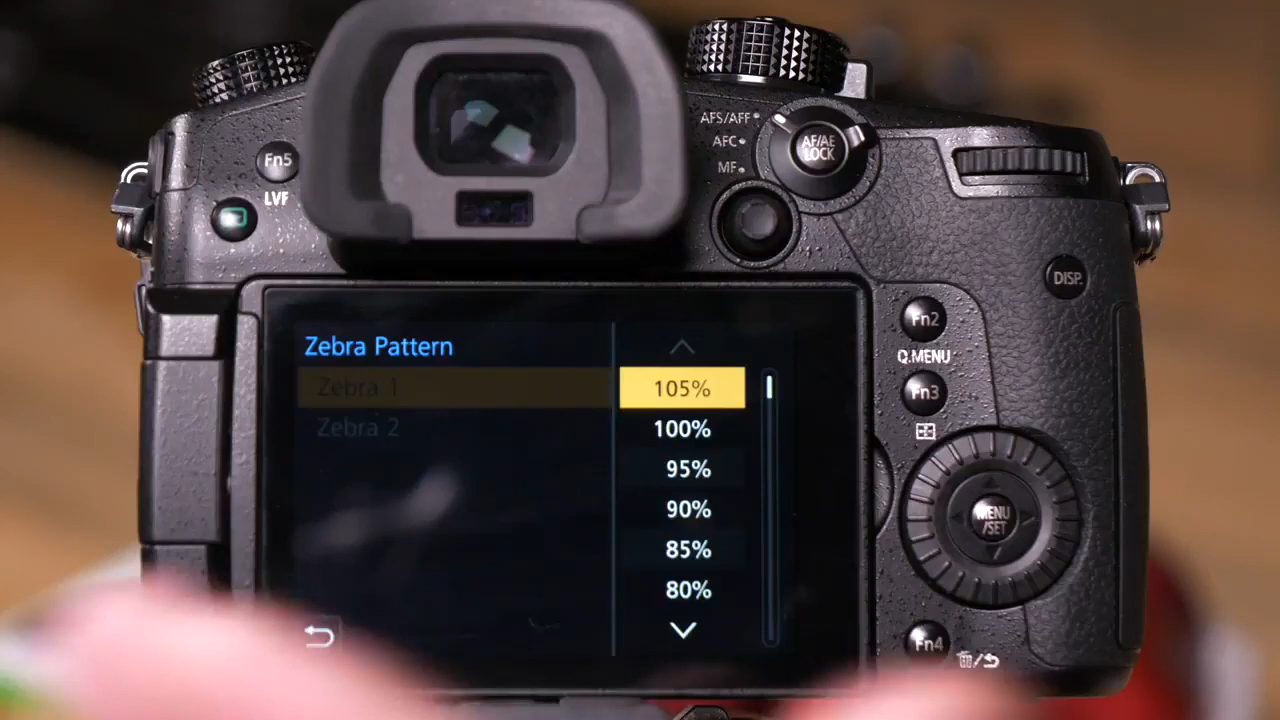 Fn5
LVF
AFS/AFF
AFC
MF
AF/AE
LOCK
DISP.
Fn2
Q.MENU
Fn3
MENU
/SET
Fn4
Zebra Pattern
Zebra 1
Zebra 2
105%
100%
95%
90%
85%
80%